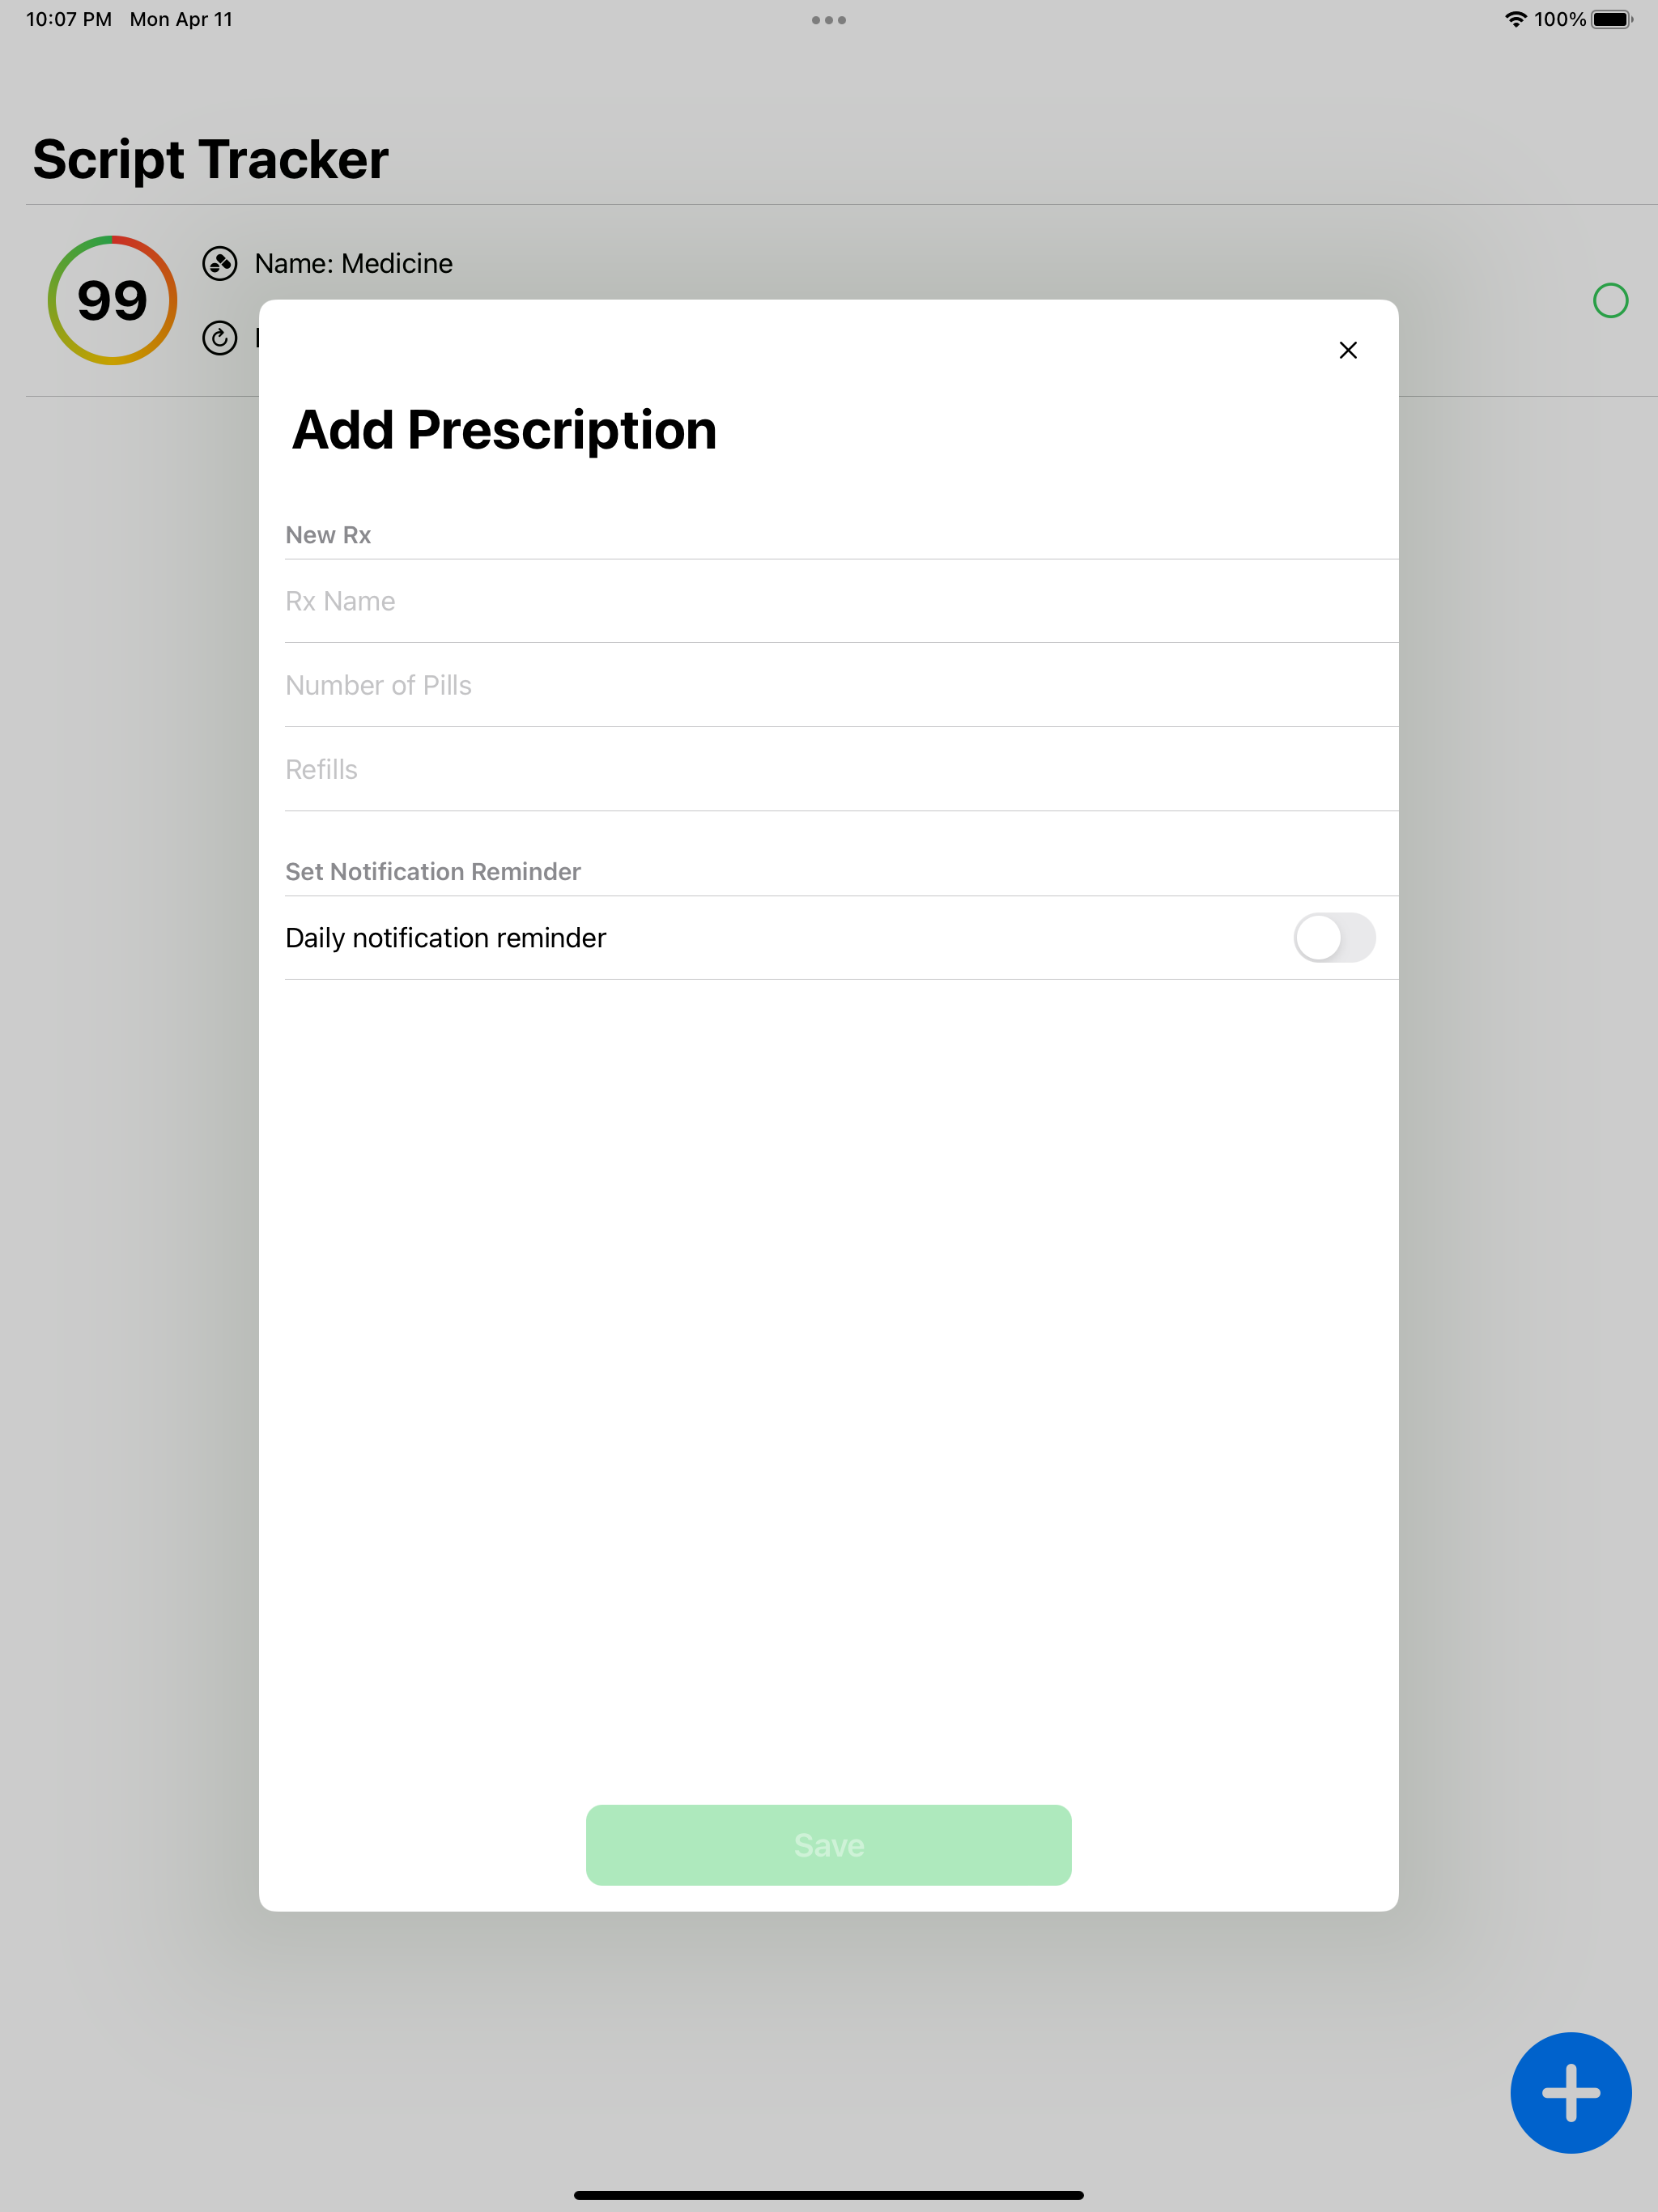 10:07 PM Mon Apr 11 100%
Script Tracker
99
Name: Medicine
Add Prescription
New Rx
Rx Name
Number of Pills
Refills
Set Notification Reminder
Daily notification reminder
Save